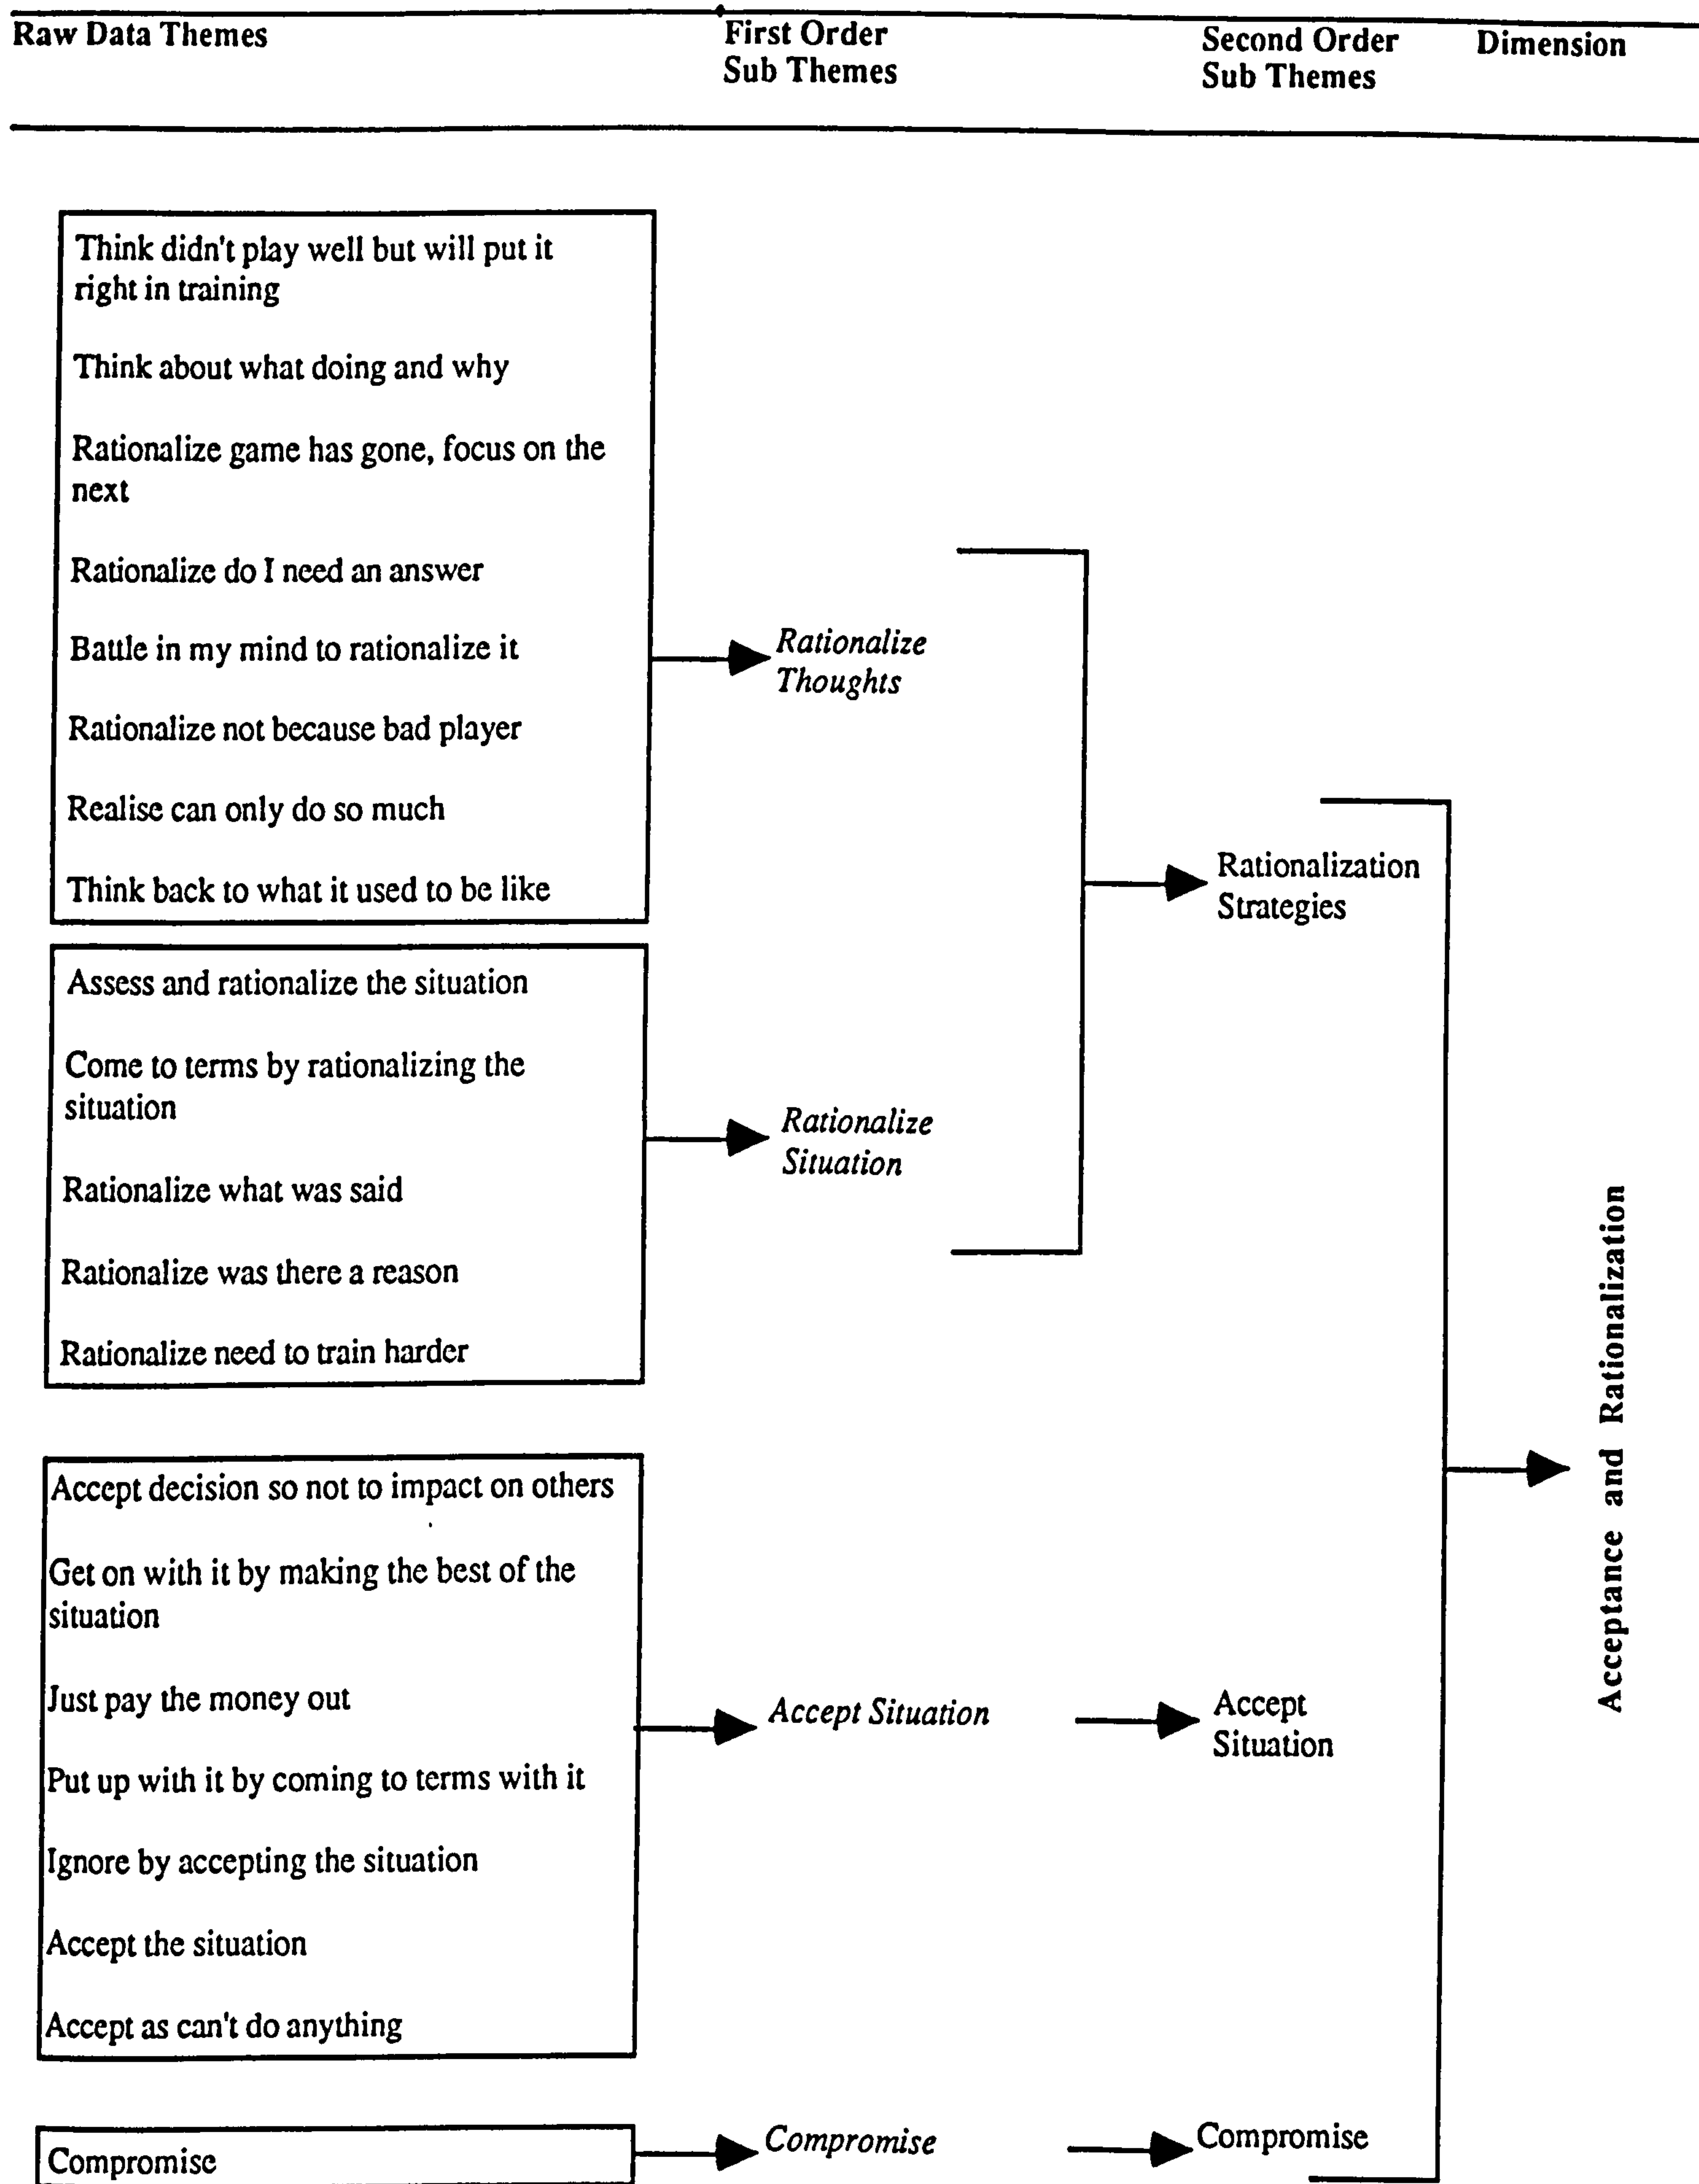 Raw Data Themes
First Order
Sub Themes
Second Order
Sub Themes
Dimension
Think didn't play well but will put it
right in training
Think about what doing and why
Rationalize game has gone, focus on the
next
Rationalize do I need an answer
Battle in my mind to rationalize it
Rationalize not because bad player
Realise can only do so much
Think back to what it used to be like
Rationalize
Thoughts
Assess and rationalize the situation
Come to terms by rationalizing the
situation
Rationalize what was said
Rationalize was there a reason
Rationalize need to train harder
Rationalize
Situation
Rationalization
Strategies
Accept decision so not to impact on others
Get on with it by making the best of the
situation
Just pay the money out
Put up with it by coming to terms with it
Ignore by accepting the situation
Accept the situation
Accept as can't do anything
Accept Situation
Accept
Situation
Compromise
Compromise
Compromise
Acceptance and Rationalization